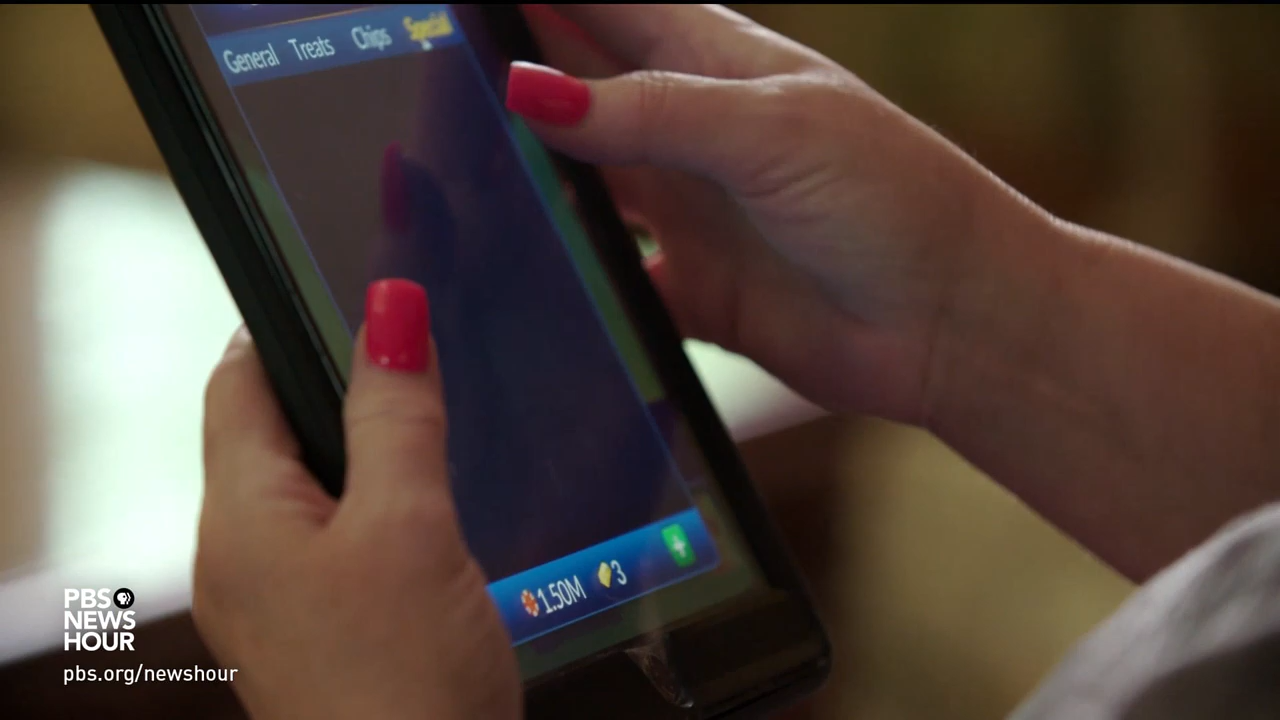 General Treats Chips Special
1.50M 3
PBS
NEWS
HOUR
pbs.org/newshour